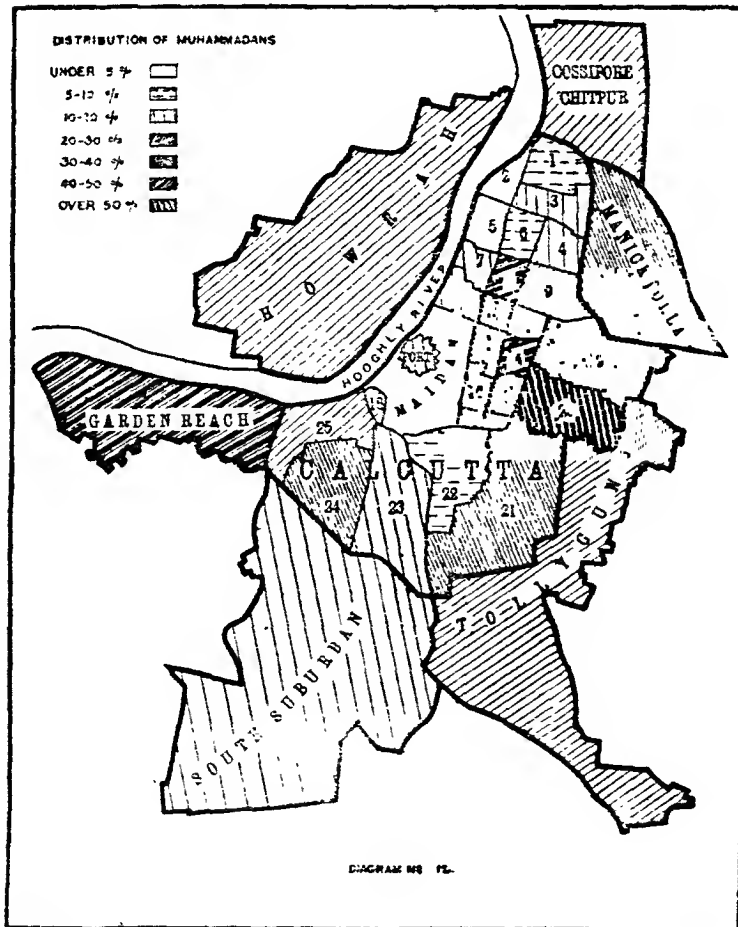 DISTRIBUTION OF MUHAMMADANS
UNDER 5 %
5-10 %
10-20 %
20-30 %
30-40 %
40-50 %
OVER 50 %
COSSIPORE
CHITPUR
HOWRAH
MANICATOLLA
HOOGHLY RIVER
1
2
3
4
5
6
7
9
FORT
MAIDAN
GARDEN REACH
CALCUTTA
25
24
23
22
21
TOLLYGUNJ
SOUTH SUBURBAN
DIAGRAM